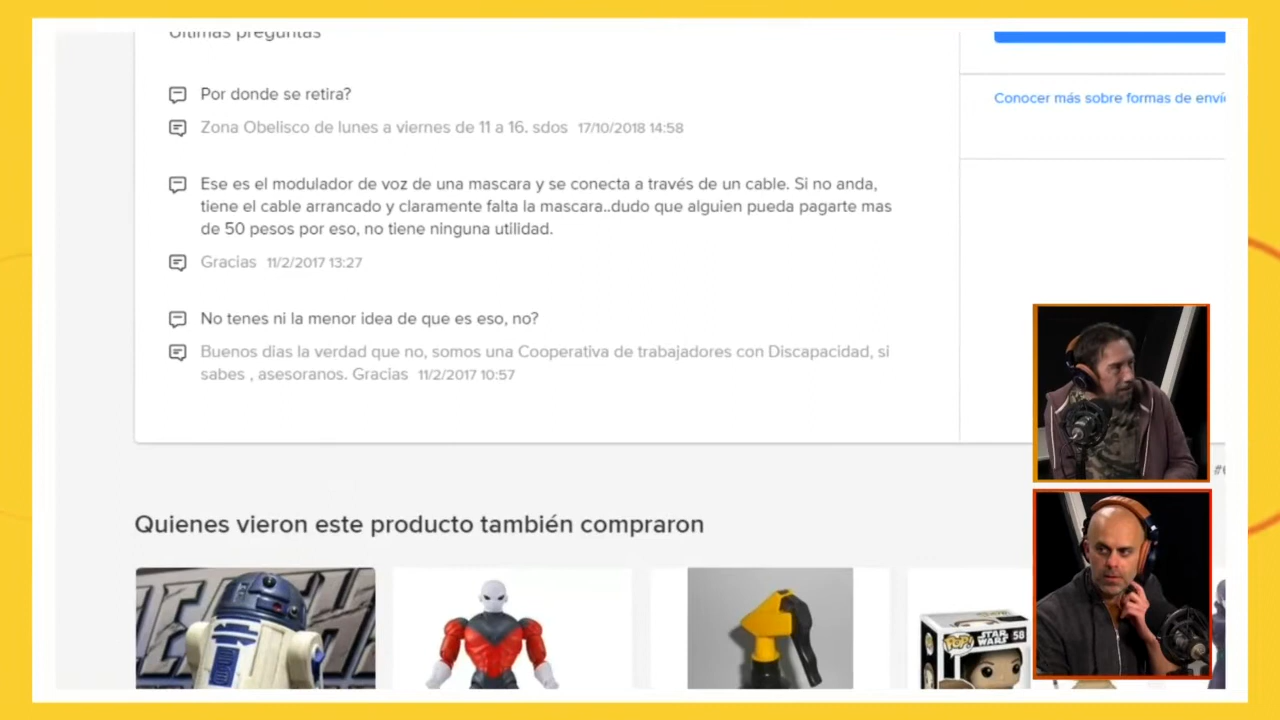 Últimas preguntas
Por donde se retira?
Zona Obelisco de lunes a viernes de 11 a 16. sdos 17/10/2018 14:58
Ese es el modulador de voz de una mascara y se conecta a través de un cable. Si no anda,
tiene el cable arrancado y claramente falta la mascara..dudo que alguien pueda pagarte mas
de 50 pesos por eso, no tiene ninguna utilidad.
Gracias 11/2/2017 13:27
No tenes ni la menor idea de que es eso, no?
Buenos dias la verdad que no, somos una Cooperativa de trabajadores con Discapacidad, si
sabes , asesoranos. Gracias 11/2/2017 10:57
Conocer más sobre formas de
Quienes vieron este producto también compraron
POP! STAR WARS 58